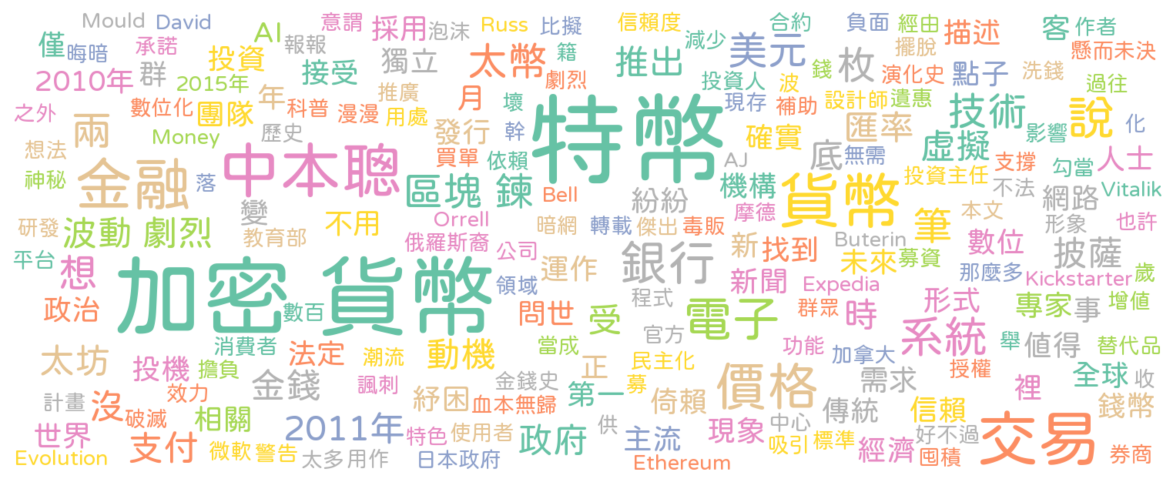 Mould David AI 意謂 採用 泡沫 Russ 比擬 信賴度 合約 負面 經由 客 作者
僅 晦暗 承諾 投資 報報 獨立 太幣 籍 推出 減少 美元 枚 擺脫 描述 懸而未決
2010年 群 2015年 接受 劇烈 投資人 波 錢 演化史 點子 洗錢 過往
之外 數位化 團隊 年 科普 漫漫 推廣 用處 月 壞 特幣 現存 補助 設計師 遺惠 技術 說 化
兩 Money 歷史 發行 幹 確實 匯率 影響
想法 金融 中本聰 買單 依賴 AJ 底 無需 虛擬 支撐 勾當 人士
神秘 落 區塊 鍊 Bell 機構 貨幣 投資主任 不法 網路 Vitalik
研發 波動 劇烈 變 不用 Orrell 暗網 紛紛 轉載 傑出 毒販 摩德 筆 本文 形象 也許
教育部 俄羅斯裔 公司 新 找到 Buterin 數位 披薩
平台 想 加密 貨幣 領域 運作 銀行 新聞 未來 募資 那麼多 Kickstarter 歲
政治 數百 問世 受 程式 電子 Expedia 群眾 時 形式 專家 事 增值
消費者 法定 潮流 動機 當成 官方 功能 系統 舉 值得 替代品
太坊 投機 擔負 諷刺 正 民主化 價格 加拿大 授權 裡 全球 收
計畫 沒 效力 金錢 紓困 金錢史 募 第一 倚賴 需求 錢幣
破滅 相關 2011年 血本無歸 供 中心 傳統 信賴 交易
世界 支付 特色 使用者 政府 主流 現象 吸引 標準 經濟 好不過
Evolution 微軟 警告 太多 用作 日本政府 Ethereum 囤積 券商